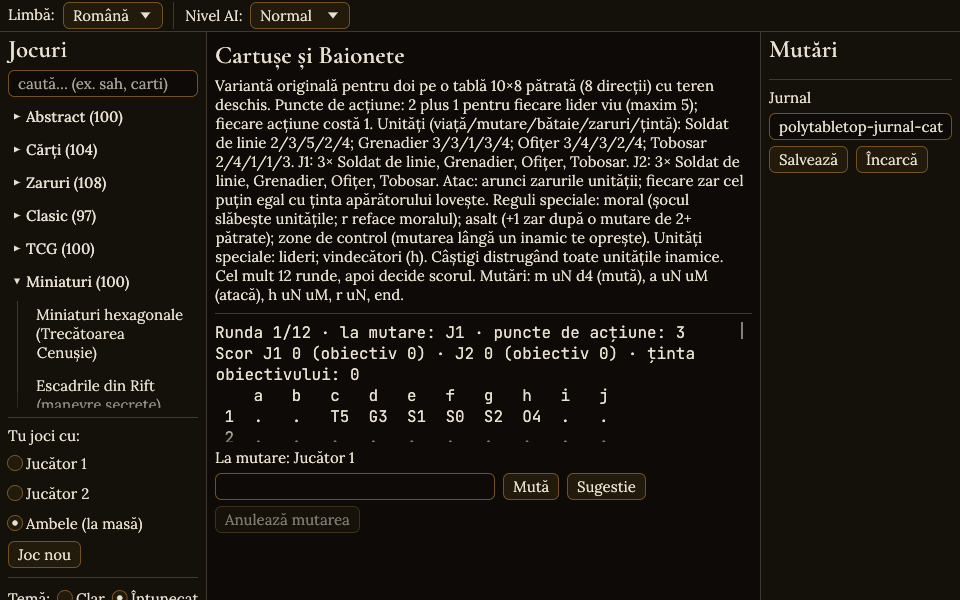 Limbă: Română ▼ Nivel AI: Normal ▼
Jocuri
caută... (ex. sah, carti)
▸ Abstract (100)
▸ Cărți (104)
▸ Zaruri (108)
▸ Clasic (97)
▸ TCG (100)
▾ Miniaturi (100)
Miniaturi hexagonale
(Trecătoarea
Cenușie)
Escadrile din Rift
(manevre secrete)
Tu joci cu:
Jucător 1
Jucător 2
Ambele (la masă)
Joc nou
Temă: Clar Întunecat
Cartușe și Baionete
Variantă originală pentru doi pe o tablă 10×8 pătrată (8 direcții) cu teren
deschis. Puncte de acțiune: 2 plus 1 pentru fiecare lider viu (maxim 5);
fiecare acțiune costă 1. Unități (viață/mutare/bătaie/zaruri/țintă): Soldat
de linie 2/3/5/2/4; Grenadier 3/3/1/3/4; Ofițer 3/4/3/2/4; Tobosar
2/4/1/1/3. J1: 3× Soldat de linie, Grenadier, Ofițer, Tobosar. J2: 3× Soldat de
linie, Grenadier, Ofițer, Tobosar. Atac: arunci zarurile unității; fiecare zar cel
puțin egal cu ținta apărătorului lovește. Reguli speciale: moral (șocul
slăbește unitățile; r reface moralul); asalt (+1 zar după o mutare de 2+
pătrate); zone de control (mutarea lângă un inamic te oprește). Unități
speciale: lideri; vindecători (h). Câștigi distrugând toate unitățile inamice.
Cel mult 12 runde, apoi decide scorul. Mutări: m uN d4 (mută), a uN uM
(atacă), h uN uM, r uN, end.
Runda 1/12 · la mutare: J1 · puncte de acțiune: 3
Scor J1 0 (obiectiv 0) · J2 0 (obiectiv 0) · ținta
obiectivului: 0
a b c d e f g h i j
1 . . T5 G3 S1 S0 S2 O4 . .
2 . . . . . . . . . .
La mutare: Jucător 1
Mută Sugestie
Anulează mutarea
Mutări
Jurnal
polytabletop-jurnal-cat
Salvează Încarcă